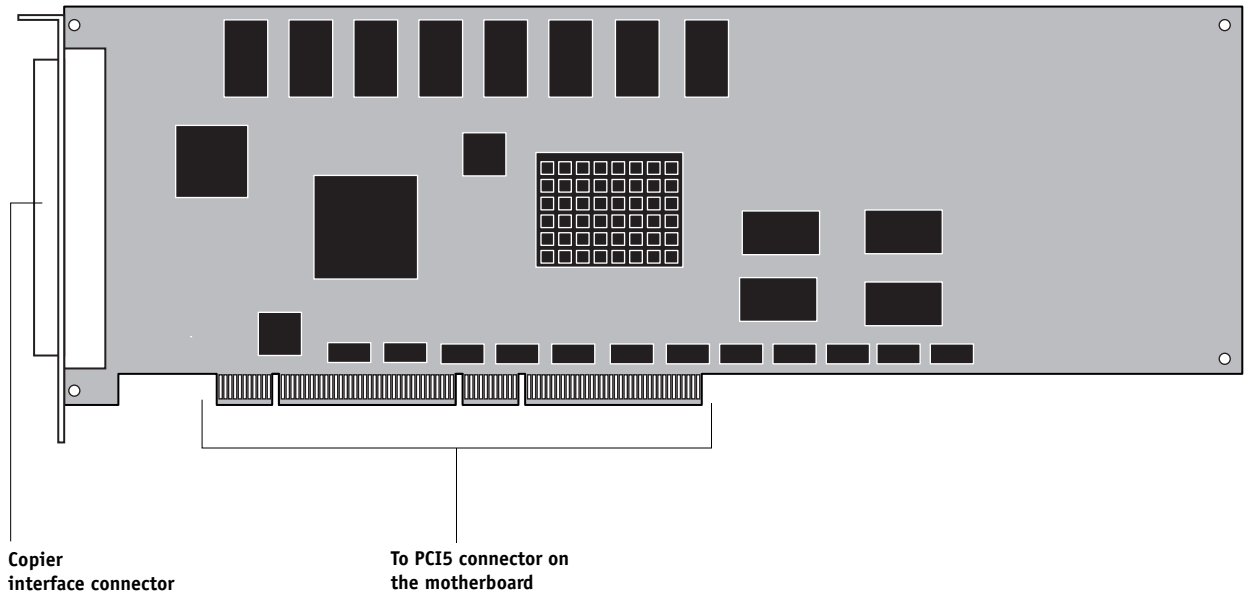 Copier
interface connector
To PCI5 connector on
the motherboard